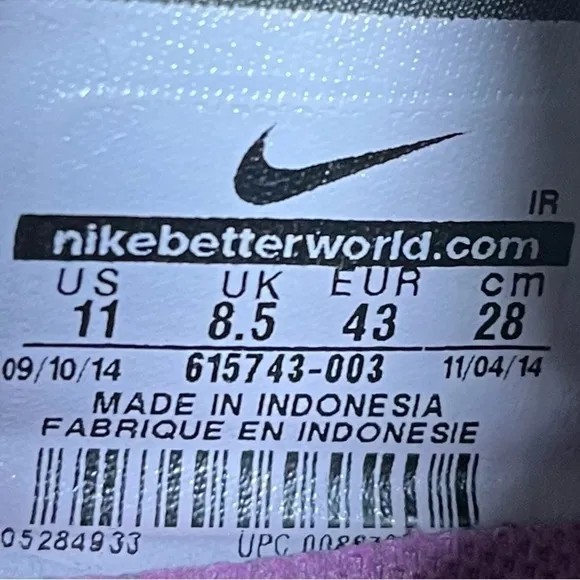 IR
nikebetterworld.com
US UK EUR cm
11 8.5 43 28
09/10/14 615743-003 11/04/14
MADE IN INDONESIA
FABRIQUE EN INDONESIE
05284933 UPC